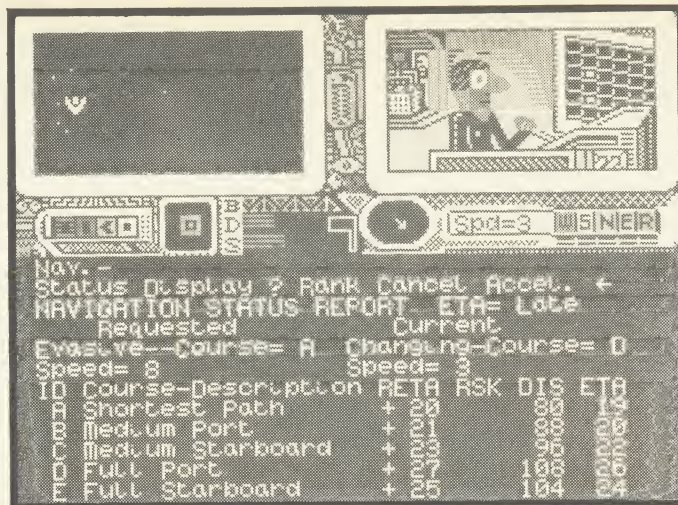 22
B
D
S
Spd=3 W S N E R
Nav.-
Status Display ? Rank Cancel Accel. ←
NAVIGATION STATUS REPORT ETA= Late
Requested Current
Evasive--Course= A Changing-Course= D
Speed= 8 Speed= 3
ID Course-Description RETA RSK DIS ETA
A Shortest Path + 20 80
B Medium Port + 21 88 20
C Medium Starboard + 23 96
D Full Port + 27 108 26
E Full Starboard + 25 104 24